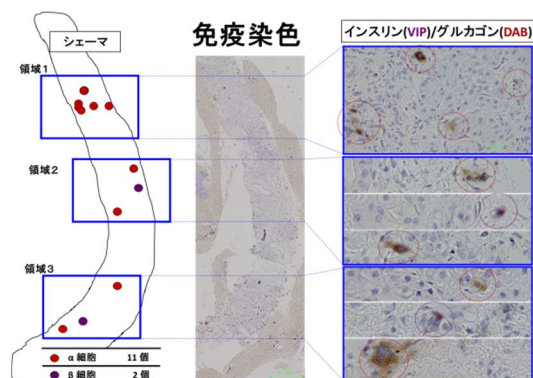 シェーマ
免疫染色
インスリン(VIP)/グルカゴン(DAB)
領域1
領域2
領域3
α 細胞 11 個
β 細胞 2 個